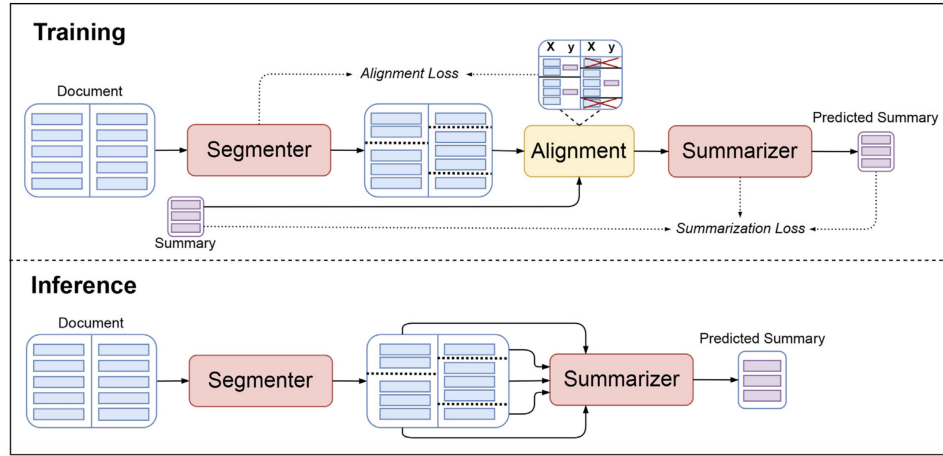 Training
X y X y
Alignment Loss
Document
Predicted Summary
Segmenter
Alignment
Summarizer
Summary
Summarization Loss
Inference
Document
Predicted Summary
Segmenter
Summarizer